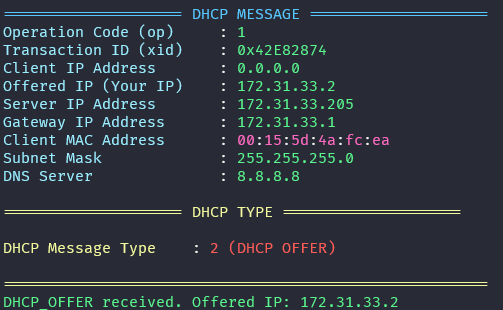 ==================== DHCP MESSAGE ====================
Operation Code (op) : 1
Transaction ID (xid) : 0x42E82874
Client IP Address : 0.0.0.0
Offered IP (Your IP) : 172.31.33.2
Server IP Address : 172.31.33.205
Gateway IP Address : 172.31.33.1
Client MAC Address : 00:15:5d:4a:fc:ea
Subnet Mask : 255.255.255.0
DNS Server : 8.8.8.8
==================== DHCP TYPE ====================
DHCP Message Type : 2 (DHCP OFFER)
======================================================
DHCP_OFFER received. Offered IP: 172.31.33.2